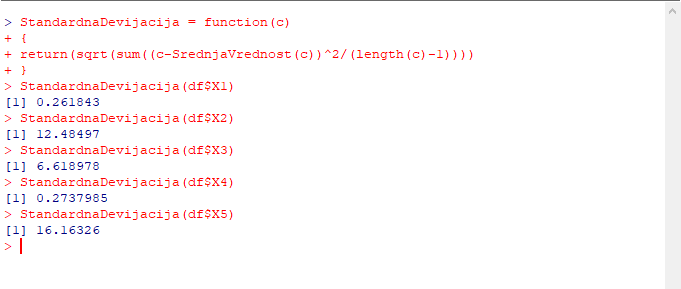 > StandardnaDevijacija = function(c)
+ {
+ return(sqrt(sum((c-SrednjaVrednost(c))^2/(length(c)-1))))
+ }
> StandardnaDevijacija(df$X1)
[1] 0.261843
> StandardnaDevijacija(df$X2)
[1] 12.48497
> StandardnaDevijacija(df$X3)
[1] 6.618978
> StandardnaDevijacija(df$X4)
[1] 0.2737985
> StandardnaDevijacija(df$X5)
[1] 16.16326
>